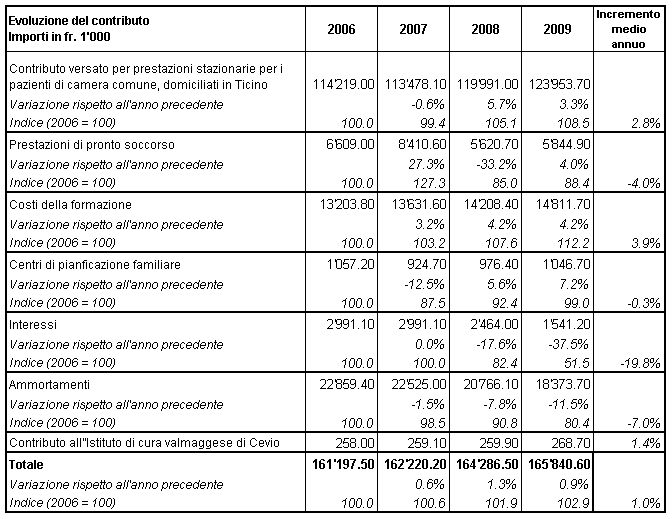 Evoluzione del contributo
Importi in fr. 1'000 2006 2007 2008 2009 Incremento medio annuo
Contributo versato per prestazioni stazionarie per i
pazienti di camera comune, domiciliati in Ticino 114'219.00 113'478.10 119'991.00 123'953.70
Variazione rispetto all'anno precedente -0.6% 5.7% 3.3%
Indice (2006 = 100) 100.0 99.4 105.1 108.5 2.8%
Prestazioni di pronto soccorso 6'609.00 8'410.60 5'620.70 5'844.90
Variazione rispetto all'anno precedente 27.3% -33.2% 4.0%
Indice (2006 = 100) 100.0 127.3 85.0 88.4 -4.0%
Costi della formazione 13'203.80 13'631.60 14'208.40 14'811.70
Variazione rispetto all'anno precedente 3.2% 4.2% 4.2%
Indice (2006 = 100) 100.0 103.2 107.6 112.2 3.9%
Centri di pianficazione familiare 1'057.20 924.70 976.40 1'046.70
Variazione rispetto all'anno precedente -12.5% 5.6% 7.2%
Indice (2006 = 100) 100.0 87.5 92.4 99.0 -0.3%
Interessi 2'991.10 2'991.10 2'464.00 1'541.20
Variazione rispetto all'anno precedente 0.0% -17.6% -37.5%
Indice (2006 = 100) 100.0 100.0 82.4 51.5 -19.8%
Ammortamenti 22'859.40 22'525.00 20'766.10 18'373.70
Variazione rispetto all'anno precedente -1.5% -7.8% -11.5%
Indice (2006 = 100) 100.0 98.5 90.8 80.4 -7.0%
Contributo all"Istituto di cura valmaggese di Cevio 258.00 259.10 259.90 268.70 1.4%
Totale 161'197.50 162'220.20 164'286.50 165'840.60
Variazione rispetto all'anno precedente 0.6% 1.3% 0.9%
Indice (2006 = 100) 100.0 100.6 101.9 102.9 1.0%